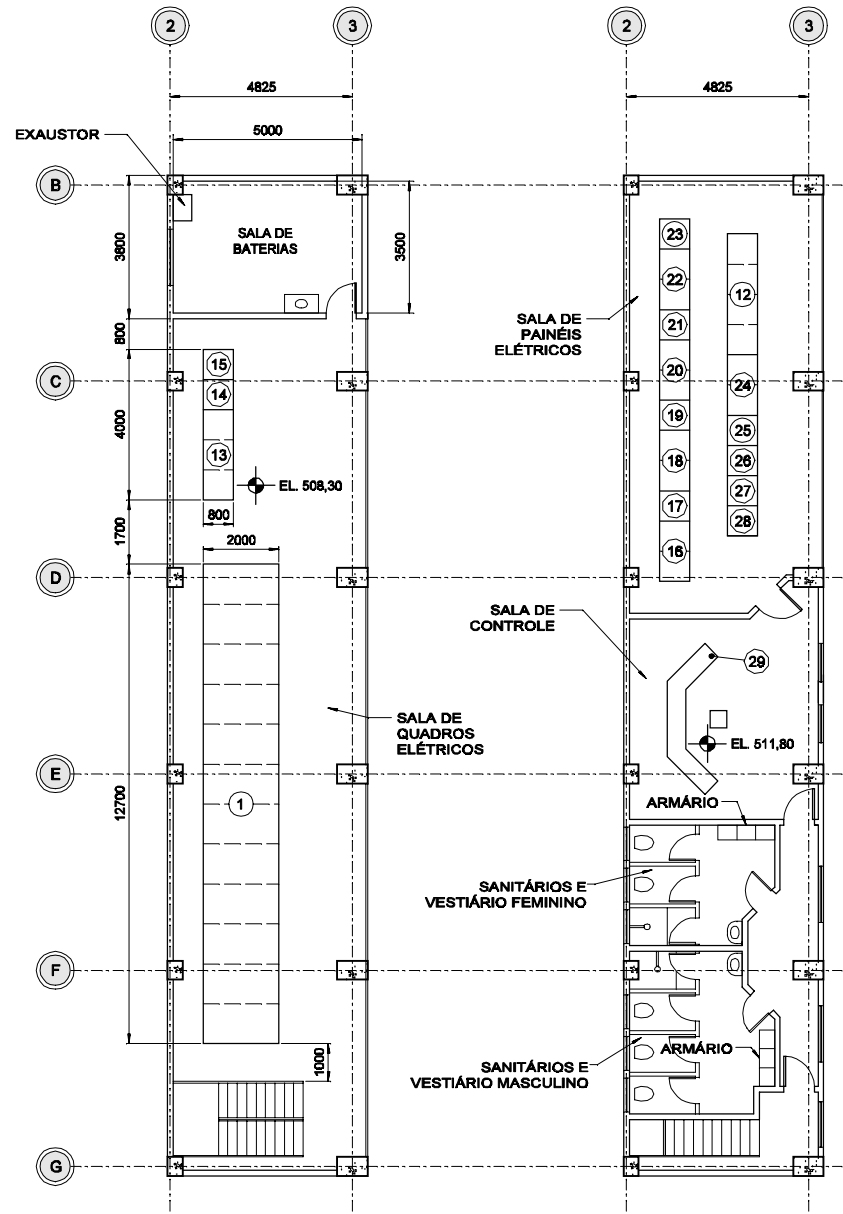 2
3
2
3
4825
4825
5000
EXAUSTOR
B
SALA DE
BATERIAS
3800
3500
23
22
12
21
SALA DE
PAINÉIS
ELÉTRICOS
800
15
14
13
C
20
24
19
25
4000
EL. 508,30
18
26
27
17
28
800
1700
2000
16
D
SALA DE
CONTROLE
29
SALA DE
QUADROS
ELÉTRICOS
EL. 511,80
E
12700
1
ARMÁRIO
SANITÁRIOS E
VESTIÁRIO FEMININO
F
1000
ARMÁRIO
SANITÁRIOS E
VESTIÁRIO MASCULINO
G